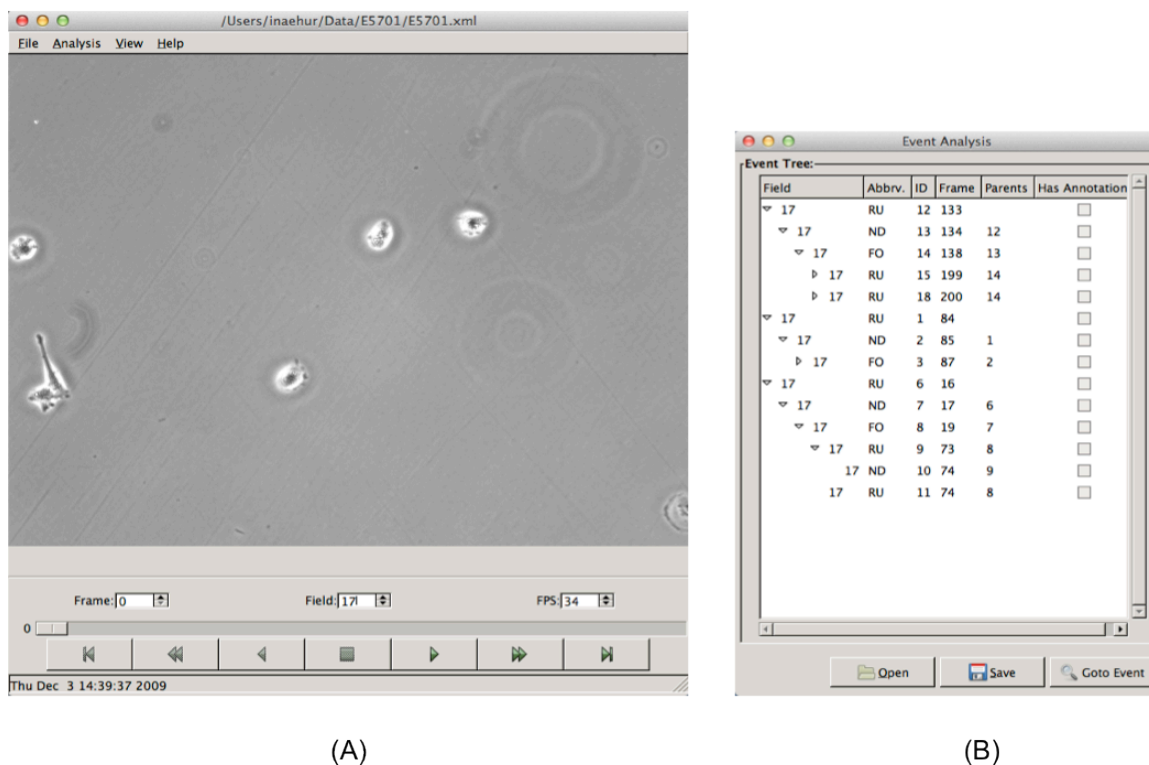 /Users/inaehur/Data/E5701/E5701.xml
File Analysis View Help
Frame: 0 Field: 17 FPS: 34
0
Thu Dec 3 14:39:37 2009
(A)
Event Analysis
Event Tree:
Field Abbrv. ID Frame Parents Has Annotation
17 RU 12 133
17 ND 13 134 12
17 FO 14 138 13
17 RU 15 199 14
17 RU 18 200 14
17 RU 1 84
17 ND 2 85 1
17 FO 3 87 2
17 RU 6 16
17 ND 7 17 6
17 FO 8 19 7
17 RU 9 73 8
17 ND 10 74 9
17 RU 11 74 8
Open Save Goto Event
(B)